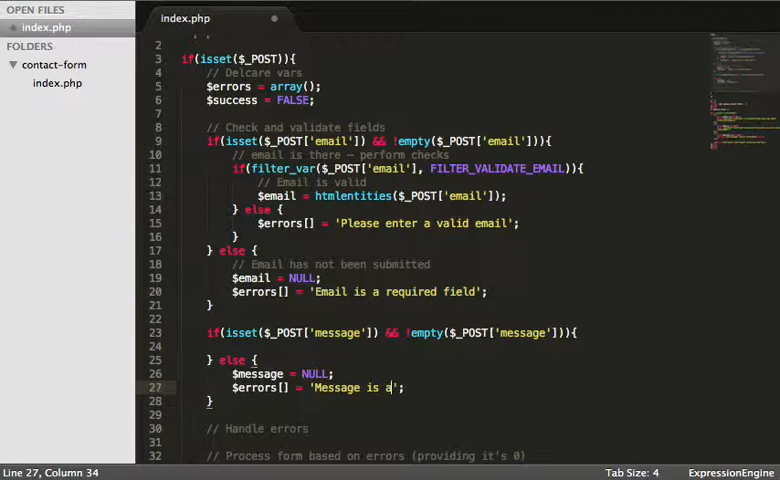 OPEN FILES
index.php
FOLDERS
contact-form
index.php
index.php
2
3 if(isset($_POST)){
4 // Delcare vars
5 $errors = array();
6 $success = FALSE;
7
8 // Check and validate fields
9 if(isset($_POST['email']) && !empty($_POST['email'])){
10 // email is there – perform checks
11 if(filter_var($_POST['email'], FILTER_VALIDATE_EMAIL)){
12 // Email is valid
13 $email = htmlentities($_POST['email']);
14 } else {
15 $errors[] = 'Please enter a valid email';
16 }
17 } else {
18 // Email has not been submitted
19 $email = NULL;
20 $errors[] = 'Email is a required field';
21 }
22
23 if(isset($_POST['message']) && !empty($_POST['message'])){
24
25 } else {
26 $message = NULL;
27 $errors[] = 'Message is a';
28 }
29
30 // Handle errors
31
32 // Process form based on errors (providing it's 0)
Line 27, Column 34
Tab Size: 4
ExpressionEngine